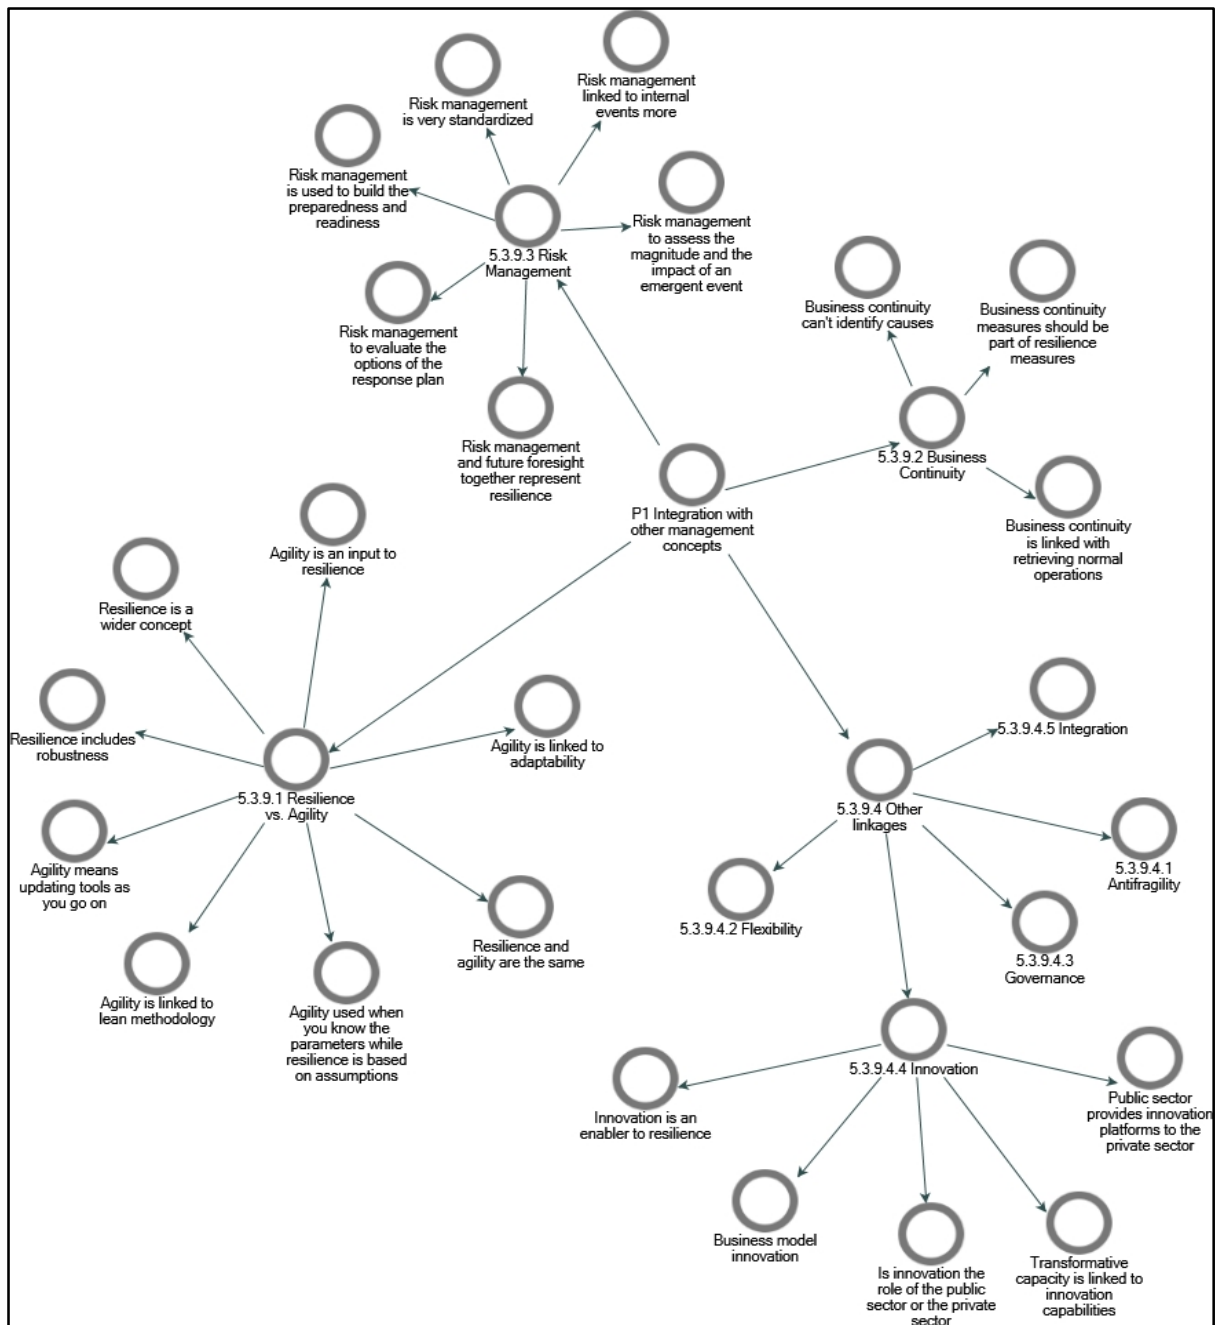 Risk management
linked to internal
events more
Risk management
is very standardized
Risk management
is used to build the
preparedness and
readiness
Risk management
to assess the
magnitude and the
impact of an
emergent event
5.3.9.3 Risk
Management
Risk management
to evaluate the
options of the
response plan
Risk management
and future foresight
together represent
resilience
Business continuity
can't identify causes
Business continuity
measures should be
part of resilience
measures
5.3.9.2 Business
Continuity
Business continuity
is linked with
retrieving normal
operations
P1 Integration with
other management
concepts
Agility is an input to
resilience
Resilience is a
wider concept
Resilience includes
robustness
Agility is linked to
adaptability
5.3.9.1 Resilience
vs. Agility
Agility means
updating tools as
you go on
Agility is linked to
lean methodology
Agility used when
you know the
parameters while
resilience is based
on assumptions
Resilience and
agility are the same
5.3.9.4.5 Integration
5.3.9.4 Other
linkages
5.3.9.4.1
Antifragility
5.3.9.4.2 Flexibility
5.3.9.4.3
Governance
5.3.9.4.4 Innovation
Innovation is an
enabler to resilience
Public sector
provides innovation
platforms to the
private sector
Business model
innovation
Is innovation the
role of the public
sector or the private
sector
Transformative
capacity is linked to
innovation
capabilities